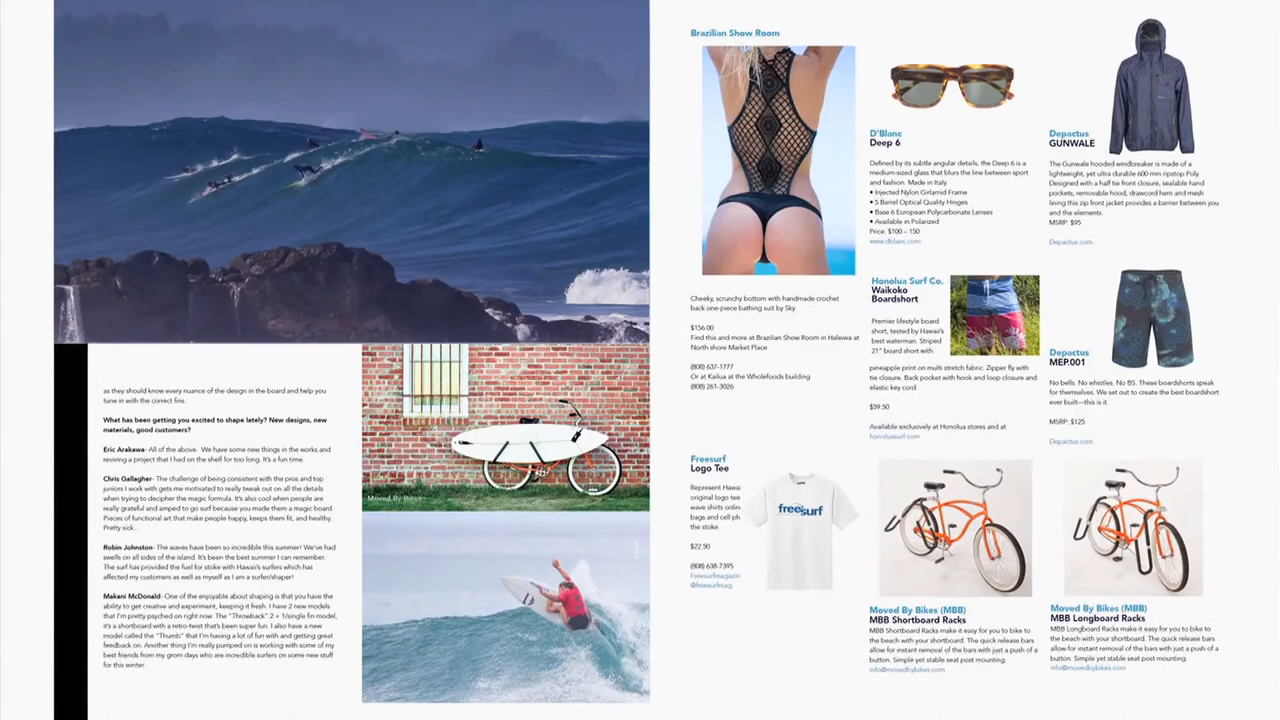 as they should know every nuance of the design in the board and help you
tune in with the correct fins.
What has been getting you excited to shape lately? New designs, new
materials, good customers?
Eric Arakawa- All of the above. We have some new things in the works and
reviving a project that I had on the shelf for too long. It's a fun time.
Chris Gallagher- The challenge of being consistent with the pros and top
juniors I work with gets me motivated to really tweak out on all the details
when trying to decipher the magic formula. It's also cool when people are
really grateful and amped to go surf because you made them a magic board.
Pieces of functional art that make people happy, keeps them fit, and healthy.
Pretty sick...
Robin Johnston- The waves have been so incredible this summer! We've had
swells on all sides of the island. It's been the best summer I can remember.
The surf has provided the fuel for stoke with Hawaii's surfers which has
affected my customers as well as myself as I am a surfer/shaper!
Makani McDonald- One of the enjoyable about shaping is that you have the
ability to get creative and experiment, keeping it fresh. I have 2 new models
that I'm pretty psyched on right now. The "Throwback" 2 + 1/single fin model,
it's a shortboard with a retro-twist that's been super fun. I also have a new
model called the "Thumb" that I'm having a lot of fun with and getting great
feedback on. Another thing I'm really pumped on is working with some of my
best friends from my grom days who are incredible surfers on some new stuff
for this winter.
Moved By Bikes
Brazilian Show Room
Cheeky, scrunchy bottom with handmade crochet
back one-piece bathing suit by Sky
$156.00
Find this and more at Brazilian Show Room in Haleiwa at
North shore Market Place
(808) 637-1777
Or at Kailua at the Wholefoods building
(808) 261-3026
D'Blanc
Deep 6
Defined by its subtle angular details, the Deep 6 is a
medium-sized glass that blurs the line between sport
and fashion. Made in Italy
• Injected Nylon Girlamid Frame
• 5 Barrel Optical Quality Hinges
• Base 6 European Polycarbonate Lenses
• Available in Polarized
Price: $100 – 150
www.dblanc.com
Depactus
GUNWALE
The Gunwale hooded windbreaker is made of a
lightweight, yet ultra durable 600 mm ripstop Poly
Designed with a half tie front closure, sealable hand
pockets, removable hood, drawcord hem and mesh
lining this zip front jacket provides a barrier between you
and the elements.
MSRP: $95
Depactus.com
Honolua Surf Co.
Waikoko
Boardshort
Premier lifestyle board
short, tested by Hawaii's
best waterman. Striped
21" board short with
pineapple print on multi stretch fabric. Zipper fly with
tie closure. Back pocket with hook and loop closure and
elastic key cord
$59.50
Available exclusively at Honolua stores and at
honoluasurf.com
Depactus
MEP.001
No bells. No whistles. No BS. These boardshorts speak
for themselves. We set out to create the best boardshort
ever built—this is it.
MSRP: $125
Depactus.com
Freesurf
Logo Tee
Represent Hawai
original logo tee
wave shirts onlin
bags and cell ph
the stoke.
$22.50
(808) 638-7395
Freesurfmagazin
@freesurfmag
freesurf
Moved By Bikes (MBB)
MBB Shortboard Racks
MBB Shortboard Racks make it easy for you to bike to
the beach with your shortboard. The quick release bars
allow for instant removal of the bars with just a push of a
button. Simple yet stable seat post mounting.
info@movedbybikes.com
Moved By Bikes (MBB)
MBB Longboard Racks
MBB Longboard Racks make it easy for you to bike to
the beach with your shortboard. The quick release bars
allow for instant removal of the bars with just a push of a
button. Simple yet stable seat post mounting.
info@movedbybikes.com